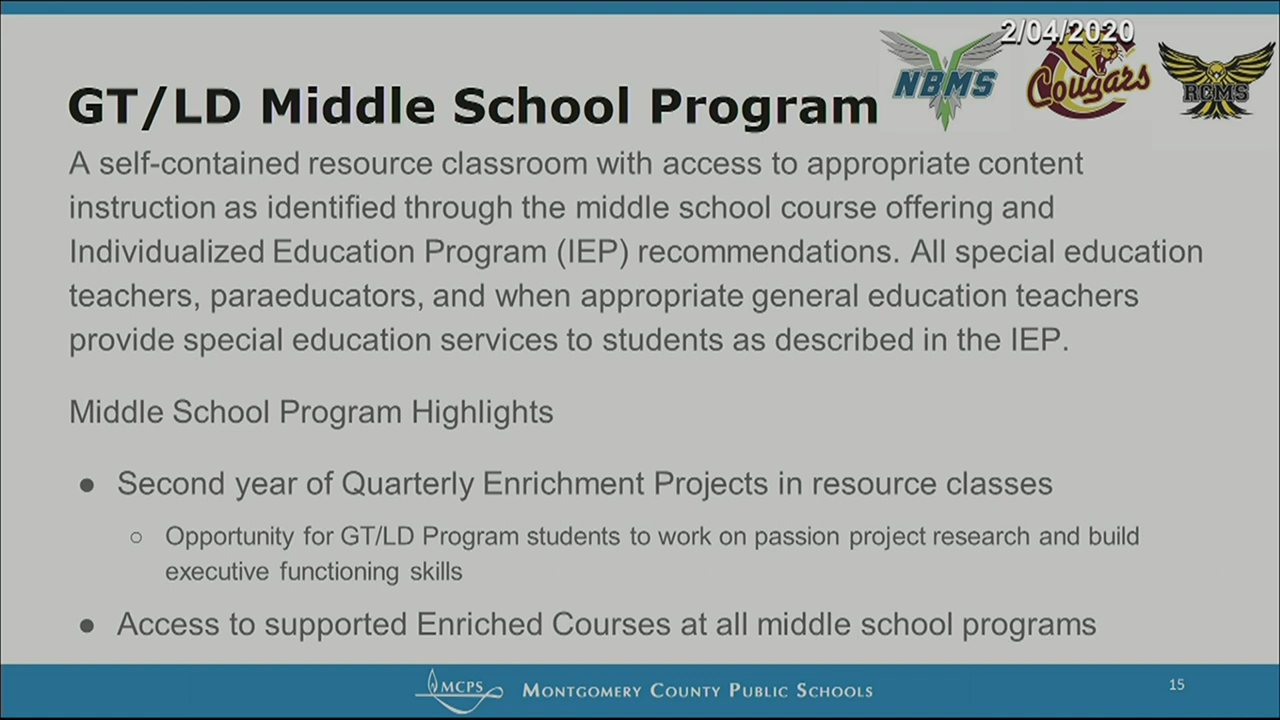 2/04/2020
NBMS
Cougars
RCMS
GT/LD Middle School Program
A self-contained resource classroom with access to appropriate content
instruction as identified through the middle school course offering and
Individualized Education Program (IEP) recommendations. All special education
teachers, paraeducators, and when appropriate general education teachers
provide special education services to students as described in the IEP.
Middle School Program Highlights
● Second year of Quarterly Enrichment Projects in resource classes
○ Opportunity for GT/LD Program students to work on passion project research and build
executive functioning skills
● Access to supported Enriched Courses at all middle school programs
MCPS
MONTGOMERY COUNTY PUBLIC SCHOOLS
15